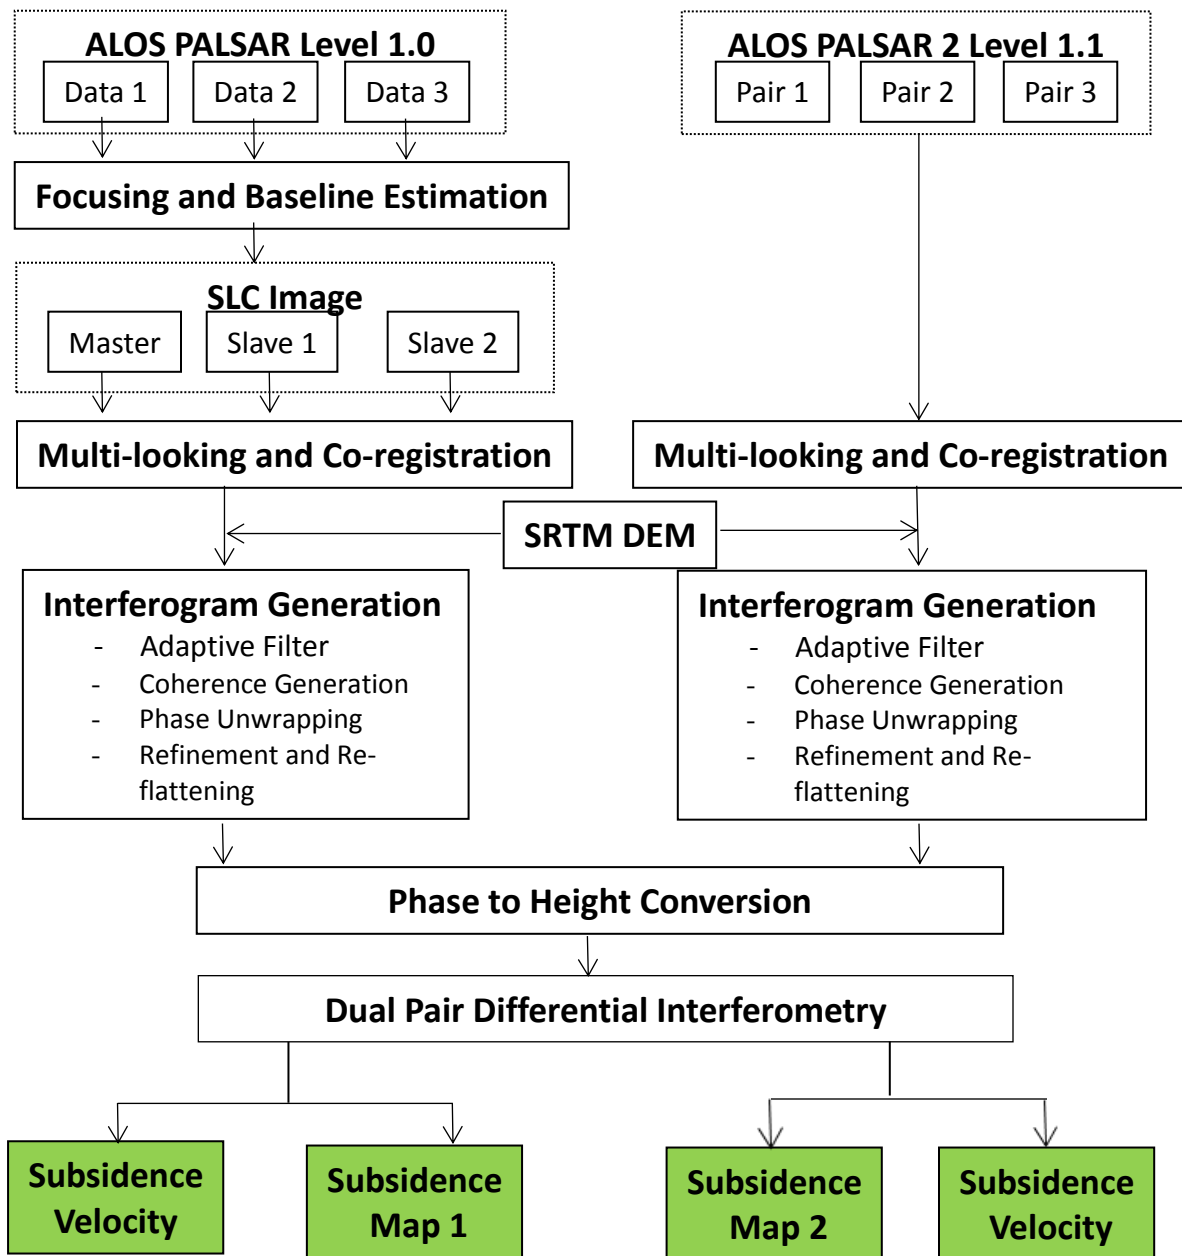 ALOS PALSAR Level 1.0
Data 1
Data 2
Data 3
ALOS PALSAR 2 Level 1.1
Pair 1
Pair 2
Pair 3
Focusing and Baseline Estimation
SLC Image
Master
Slave 1
Slave 2
Multi-looking and Co-registration
Multi-looking and Co-registration
SRTM DEM
Interferogram Generation
- Adaptive Filter
- Coherence Generation
- Phase Unwrapping
- Refinement and Re-
flattening
Interferogram Generation
- Adaptive Filter
- Coherence Generation
- Phase Unwrapping
- Refinement and Re-
flattening
Phase to Height Conversion
Dual Pair Differential Interferometry
Subsidence
Velocity
Subsidence
Map 1
Subsidence
Map 2
Subsidence
Velocity